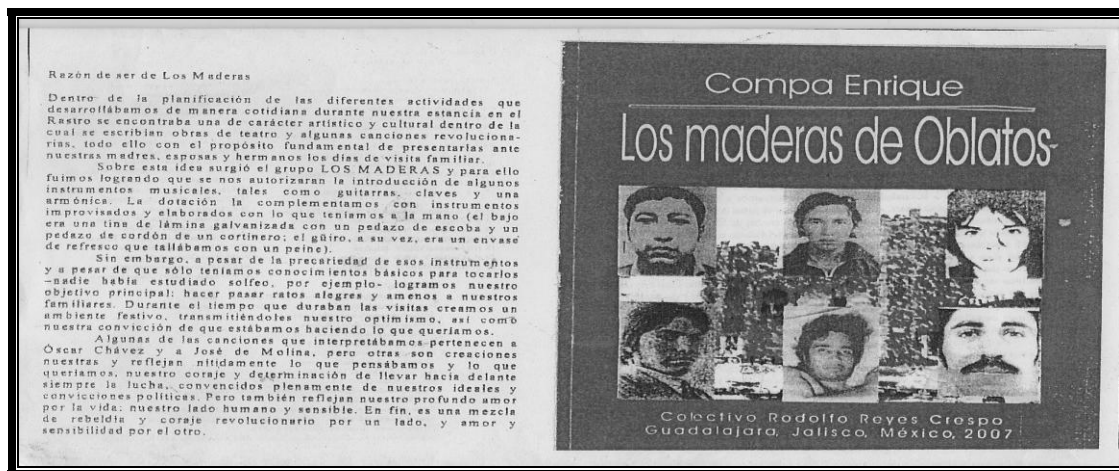 Razón de ser de Los Maderas
Dentro de la planificación de las diferentes actividades que
desarrollábamos de manera cotidiana durante nuestra estancia en el
Rastro se encontraba una de carácter artístico y cultural dentro de la
cual se escribían obras de teatro y algunas canciones revoluciona-
rias, todo ello con el propósito fundamental de presentarlas ante
nuestras madres, esposas y hermanos los días de visita familiar.
Sobre esta idea surgió el grupo LOS MADERAS y para ello
fuimos logrando que se nos autorizaran la introducción de algunos
instrumentos musicales, tales como guitarras, claves y una
armónica. La dotación la complementamos con instrumentos
improvisados y elaborados con lo que teníamos a la mano (el bajo
era una tina de lámina galvanizada con un pedazo de escoba y un
pedazo de cordón de un cortinero; el güiro, a su vez, era un envase
de refresco que tallábamos con un peine).
Sin embargo, a pesar de la precariedad de esos instrumentos
y a pesar de que sólo teníamos conocimientos básicos para tocarlos
–nadie había estudiado solfeo, por ejemplo- logramos nuestro
objetivo principal: hacer pasar ratos alegres y amenos a nuestros
familiares. Durante el tiempo que duraban las visitas creamos un
ambiente festivo, transmitiéndoles nuestro optimismo, así como
nuestra convicción de que estábamos haciendo lo que queríamos.
Algunas de las canciones que interpretábamos pertenecen a
Óscar Chávez y a José de Molina, pero otras son creaciones
nuestras y reflejan nítidamente lo que pensábamos y lo que
queríamos, nuestro coraje y determinación de llevar hacia delante
siempre la lucha, convencidos plenamente de nuestros ideales y
convicciones políticas. Pero también reflejan nuestro profundo amor
por la vida; nuestro lado humano y sensible. En fin, es una mezcla
de rebeldía y coraje revolucionario por un lado, y amor y
sensibilidad por el otro.
Compa Enrique
Los maderas de Oblatos
Colectivo Rodolfo Reyes Crespo
Guadalajara, Jalisco, México, 2007